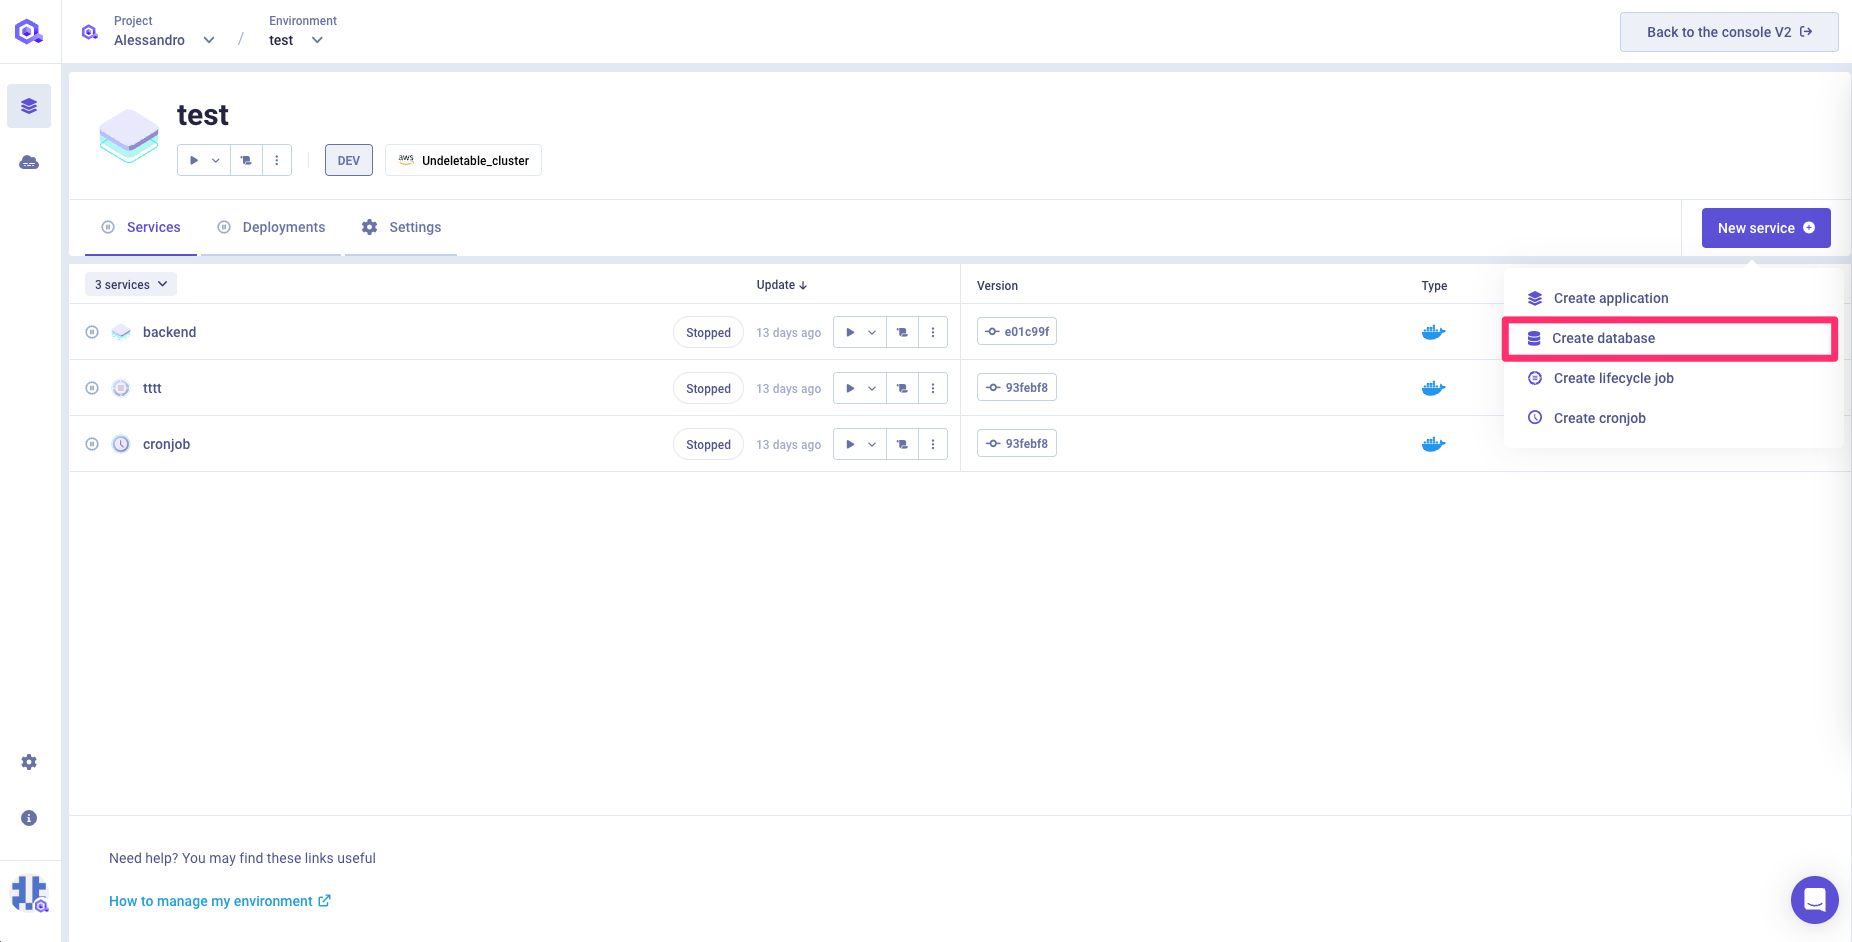 Project
Alessandro
/
Environment
test
Back to the console V2
test
DEV
aws
Undeletable_cluster
Services
Deployments
Settings
New service
3 services
Update
Version
Type
Create application
Create database
Create lifecycle job
Create cronjob
backend
Stopped
13 days ago
e01c99f
tttt
Stopped
13 days ago
93febf8
cronjob
Stopped
13 days ago
93febf8
Need help? You may find these links useful
How to manage my environment